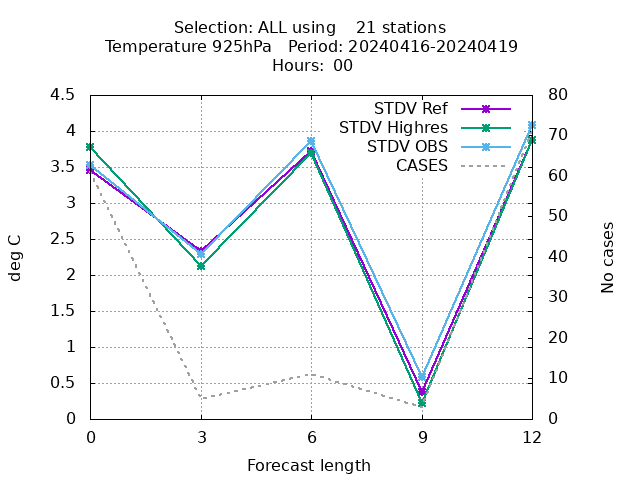 Selection: ALL using    21 stations
Temperature 925hPa   Period: 20240416-20240419
Hours:  00
4.5
4
3.5
3
2.5
2
1.5
1
0.5
0
80
70
60
50
40
30
20
10
0
STDV Ref
STDV Highres
STDV OBS
CASES
deg C
No cases
0
3
6
9
12
Forecast length